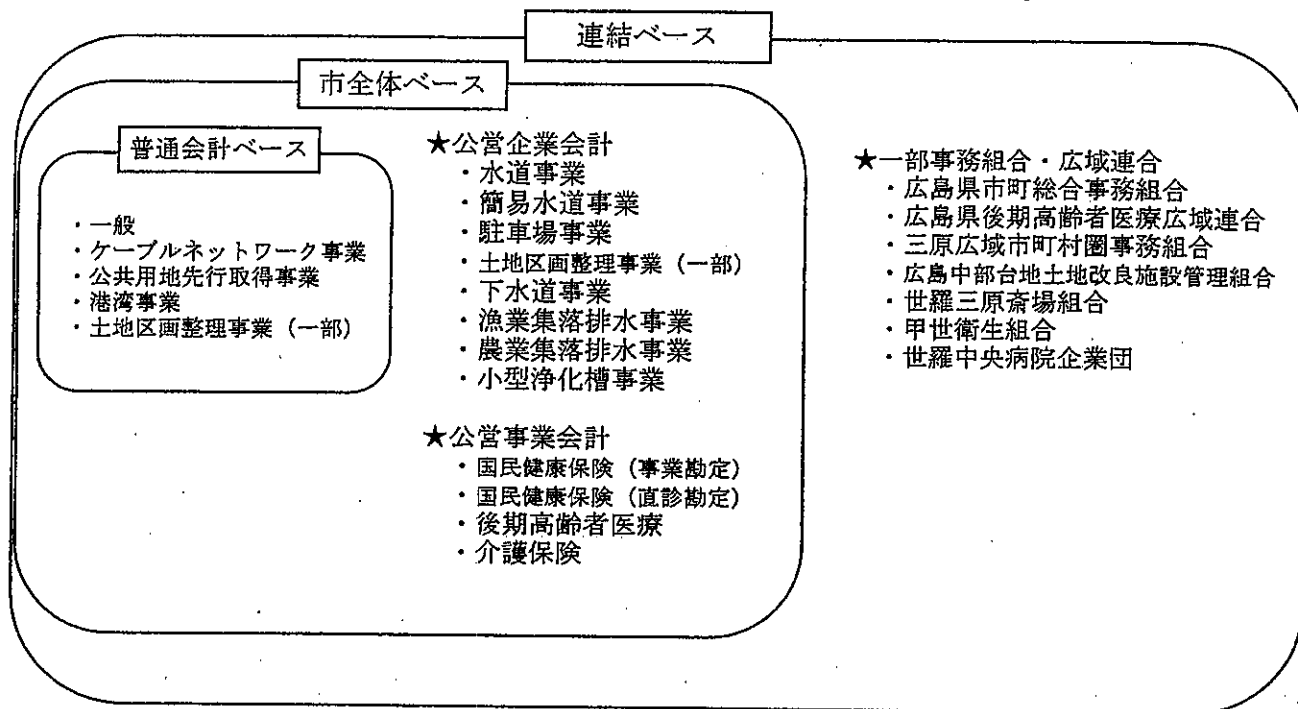 連結ベース
市全体ベース
普通会計ベース
・一般
・ケーブルネットワーク事業
・公共用地先行取得事業
・港湾事業
・土地区画整理事業（一部）
★公営企業会計
・水道事業
・簡易水道事業
・駐車場事業
・土地区画整理事業（一部）
・下水道事業
・漁業集落排水事業
・農業集落排水事業
・小型浄化槽事業
★公営事業会計
・国民健康保険（事業勘定）
・国民健康保険（直診勘定）
・後期高齢者医療
・介護保険
★一部事務組合・広域連合
・広島県市町総合事務組合
・広島県後期高齢者医療広域連合
・三原広域市町村圏事務組合
・広島中部台地土地改良施設管理組合
・世羅三原斎場組合
・甲世衛生組合
・世羅中央病院企業団